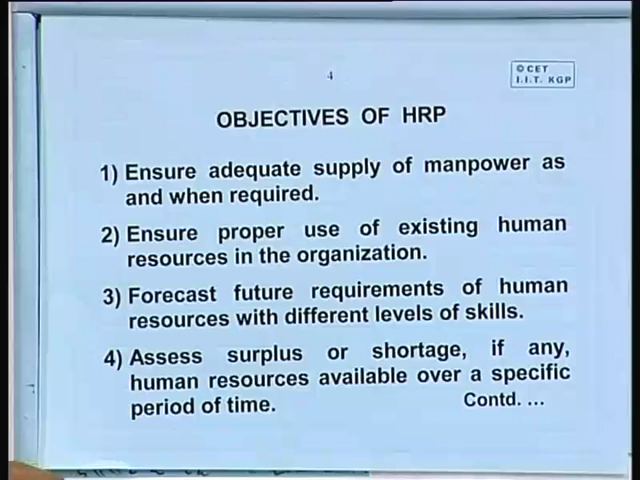 4
© CET
I.I.T. KGP
OBJECTIVES OF HRP
1) Ensure adequate supply of manpower as
and when required.
2) Ensure proper use of existing human
resources in the organization.
3) Forecast future requirements of human
resources with different levels of skills.
4) Assess surplus or shortage, if any,
human resources available over a specific
period of time.
Contd. ...